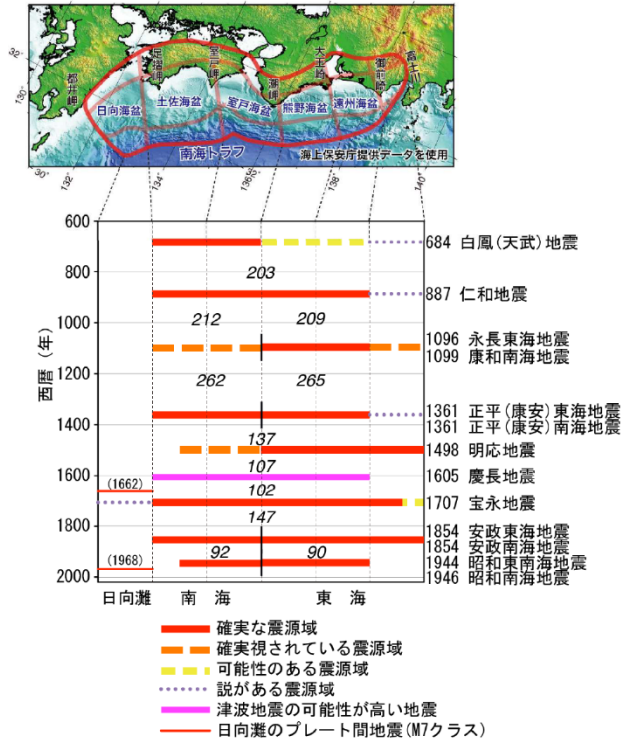 32°
130°
都井岬
足摺岬
室戸岬
潮岬
大王崎
御前崎
富士川
日向海盆
土佐海盆
室戸海盆
熊野海盆
遠州海盆
南海トラフ
海上保安庁提供データを使用
30°
132°
134°
136°
138°
140°
西暦(年)
600
800
1000
1200
1400
1600
1800
2000
203
212
209
262
265
137
107
102
147
92
90
(1662)
(1968)
684 白鳳(天武)地震
887 仁和地震
1096 永長東海地震
1099 康和南海地震
1361 正平(康安)東海地震
1361 正平(康安)南海地震
1498 明応地震
1605 慶長地震
1707 宝永地震
1854 安政東海地震
1854 安政南海地震
1944 昭和東南海地震
1946 昭和南海地震
日向灘 南 海 東 海
確実な震源域
確実視されている震源域
可能性のある震源域
説がある震源域
津波地震の可能性が高い地震
日向灘のプレート間地震(M7クラス)